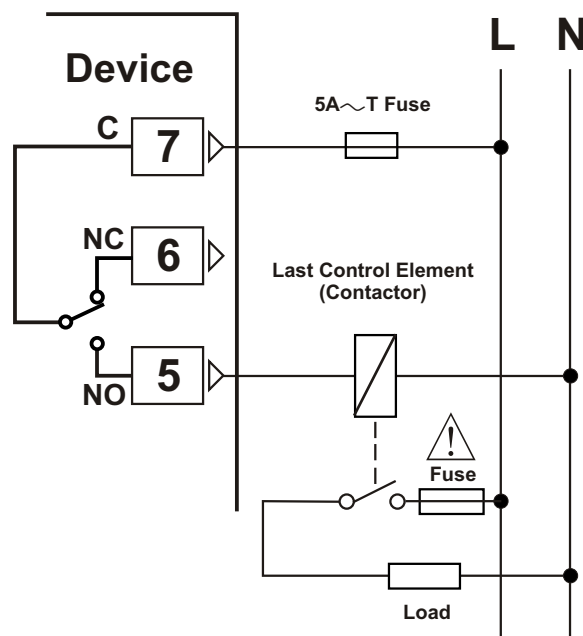 L N
Device
5A～T Fuse
C
7
NC
6
Last Control Element
(Contactor)
5
NO
Fuse
Load